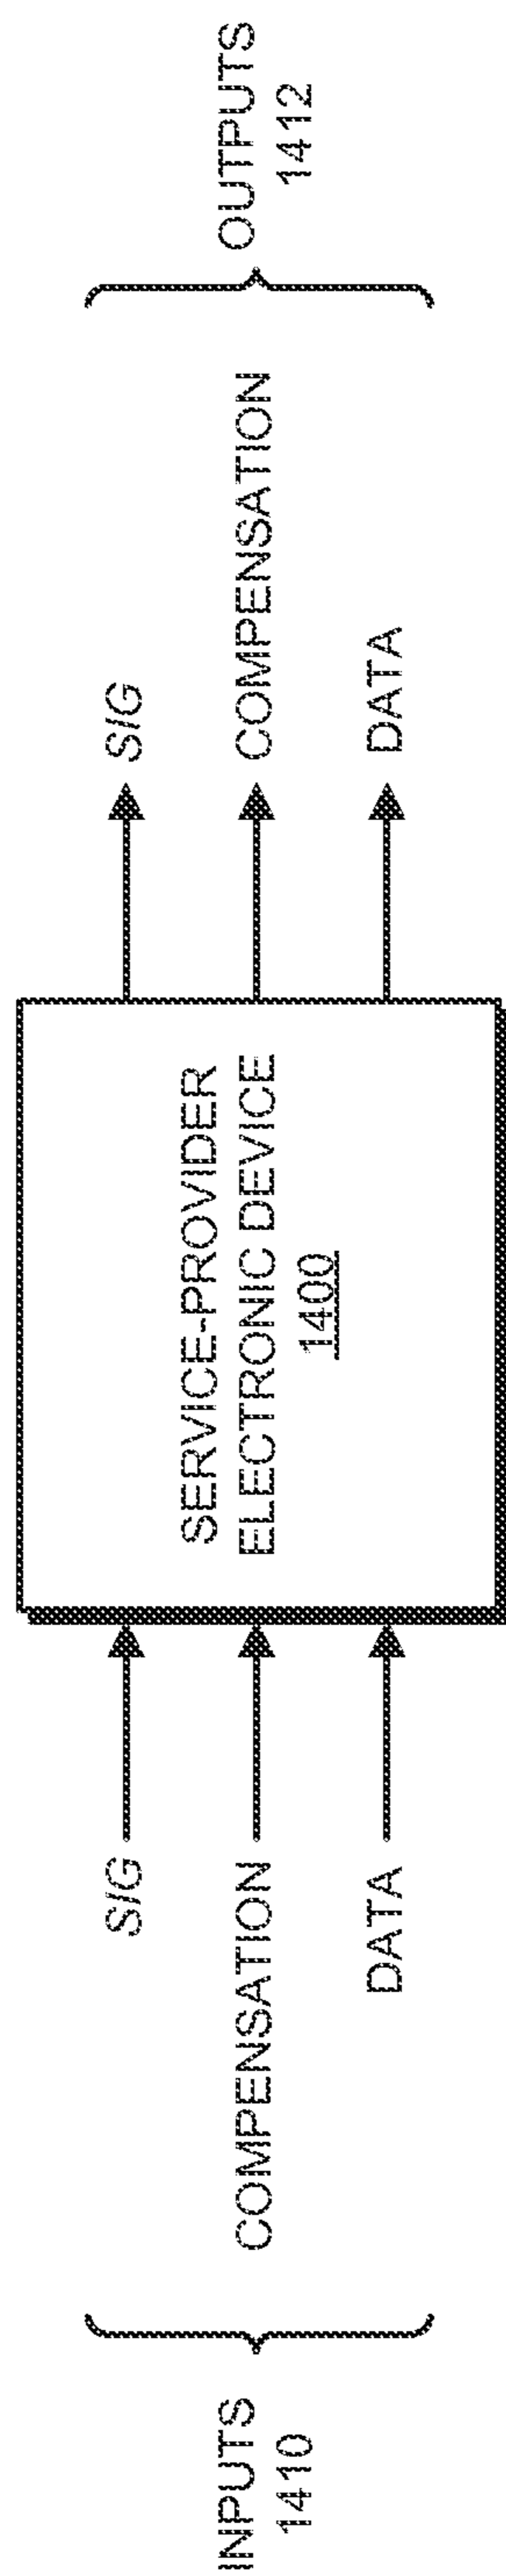 INPUTS
1410
SIG
COMPENSATION
DATA
SERVICE-PROVIDER
ELECTRONIC DEVICE
1400
SIG
COMPENSATION
DATA
OUTPUTS
1412